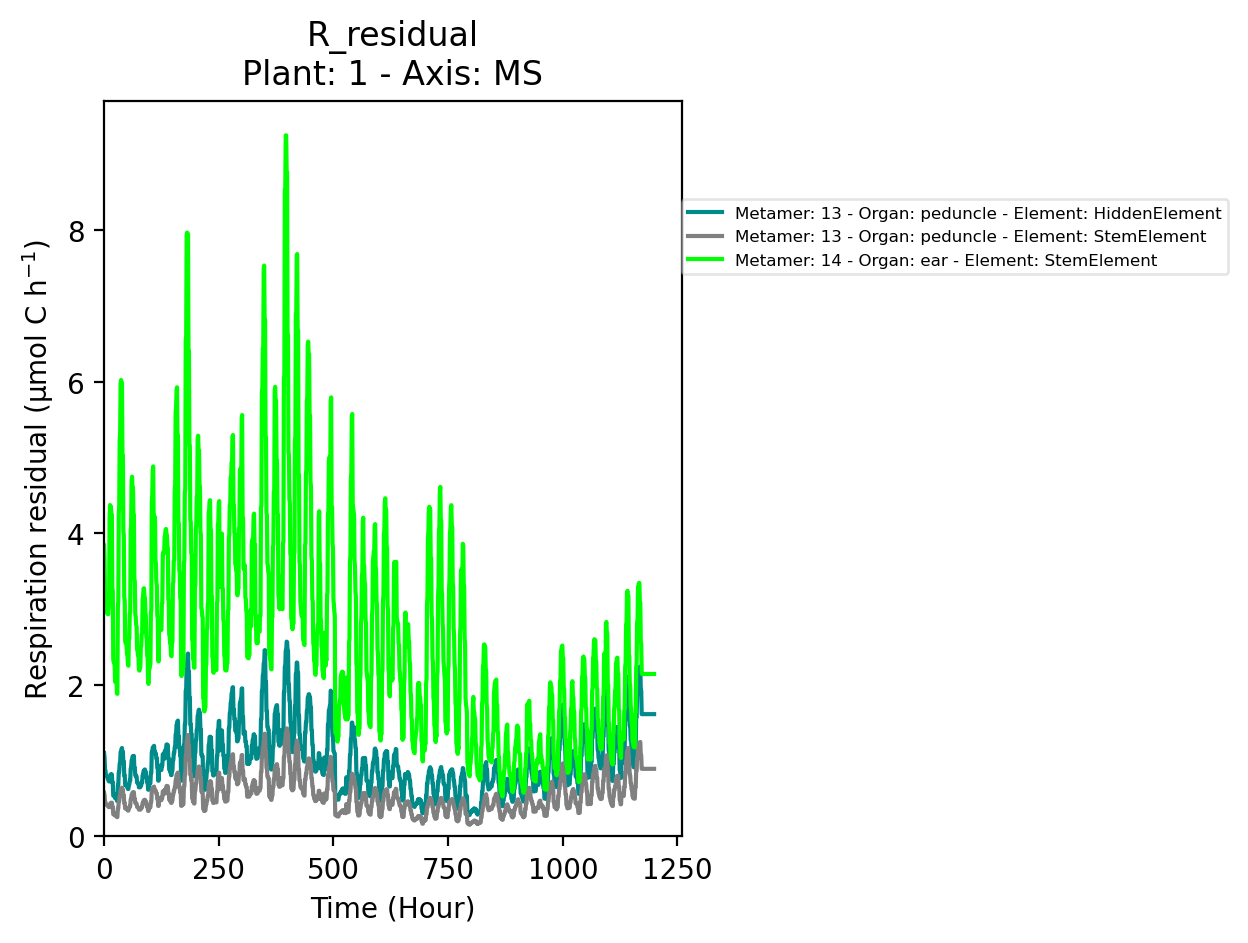 R_residual
Plant: 1 - Axis: MS
Respiration residual (µmol C h⁻¹)
8
6
4
2
0
0 250 500 750 1000 1250
Time (Hour)
Metamer: 13 - Organ: peduncle - Element: HiddenElement
Metamer: 13 - Organ: peduncle - Element: StemElement
Metamer: 14 - Organ: ear - Element: StemElement